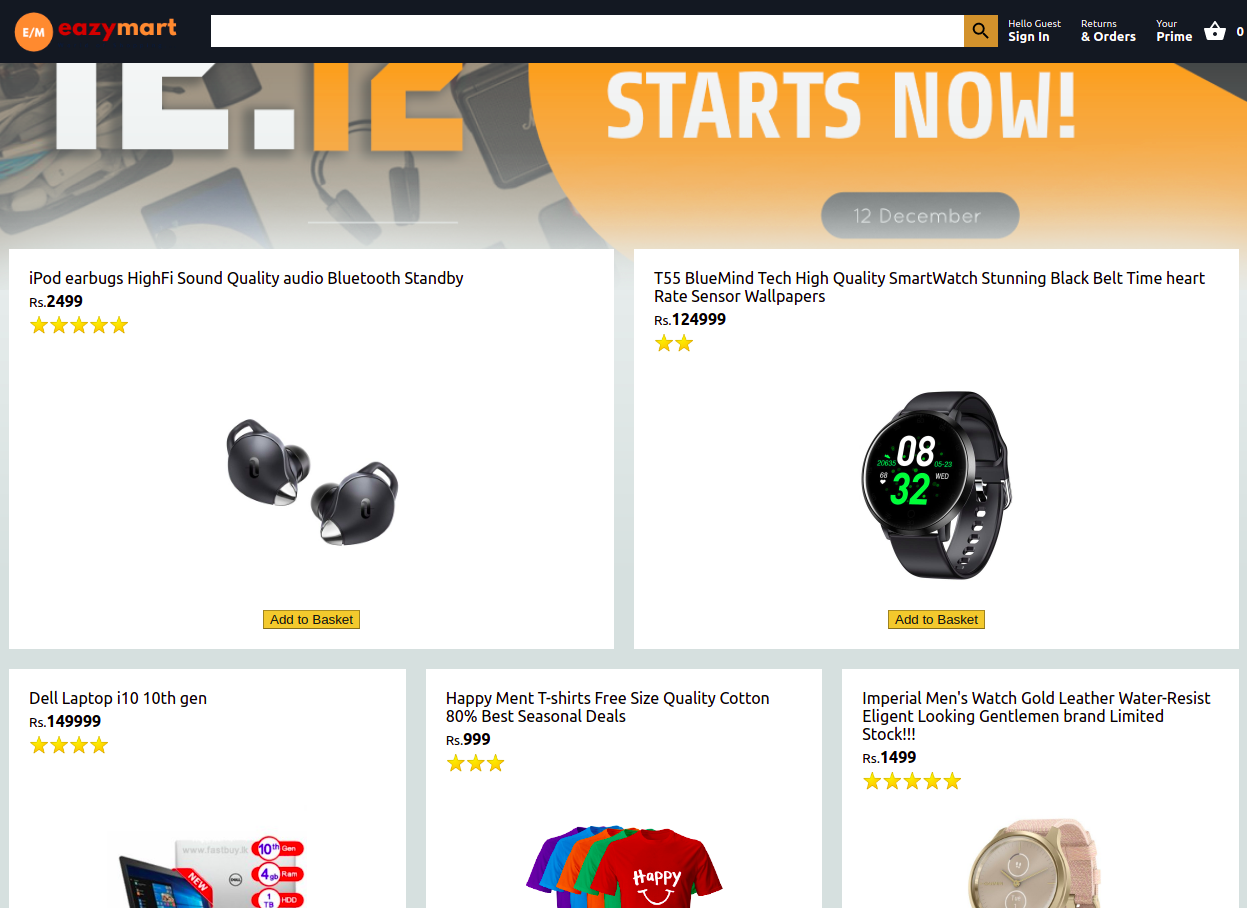 E/M eazymart
Hello Guest
Sign In
Returns
& Orders
Your
Prime
0
12.12
STARTS NOW!
12 December
iPod earbugs HighFi Sound Quality audio Bluetooth Standby
Rs.2499
Add to Basket
T55 BlueMind Tech High Quality SmartWatch Stunning Black Belt Time heart
Rate Sensor Wallpapers
Rs.124999
08
20635
05-23
68
WED
32
Add to Basket
Dell Laptop i10 10th gen
Rs.149999
www.fastbuy.lk
10th Gen
NEW
DELL
4gb Ram
1
TB HDD
Happy Ment T-shirts Free Size Quality Cotton
80% Best Seasonal Deals
Rs.999
Happy
Imperial Men's Watch Gold Leather Water-Resist
Eligent Looking Gentlemen brand Limited
Stock!!!
Rs.1499